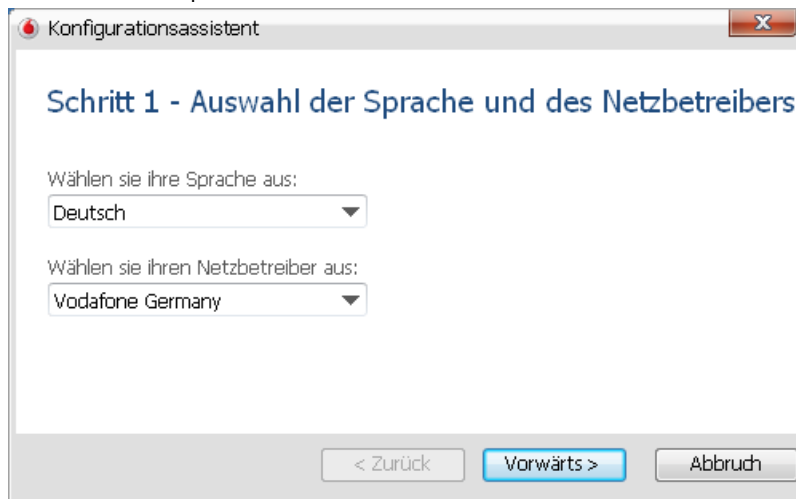 Konfigurationsassistent
Schritt 1 - Auswahl der Sprache und des Netzbetreibers
Wählen sie ihre Sprache aus:
Deutsch
Wählen sie ihren Netzbetreiber aus:
Vodafone Germany
< Zurück Vorwärts > Abbruch